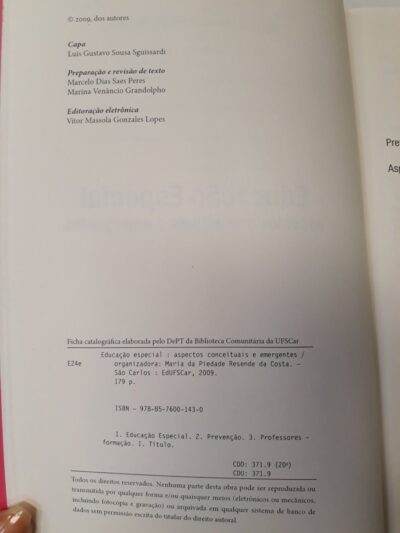 © 2009, dos autores
Capa
Luís Gustavo Sousa Sguissardi
Preparação e revisão de texto
Marcelo Dias Saes Peres
Marina Venâncio Grandolpho
Editoração eletrônica
Vitor Massola Gonzales Lopes
Pre
Asp
Educação Especial
Ficha catalográfica elaborada pelo DePT da Biblioteca Comunitária da UFSCar
Educação especial : aspectos conceituais e emergentes /
E24e organizadora: Maria da Piedade Resende da Costa. –
São Carlos : EdUFSCar, 2009.
179 p.
ISBN – 978-85-7600-143-0
1. Educação Especial. 2. Prevenção. 3. Professores –
formação. I. Título.
CDD: 371.9 (20ª)
CDU: 371.9
Todos os direitos reservados. Nenhuma parte desta obra pode ser reproduzida ou
transmitida por qualquer forma e/ou quaisquer meios (eletrônicos ou mecânicos,
incluindo fotocópia e gravação) ou arquivada em qualquer sistema de banco de
dados sem permissão escrita do titular do direito autoral.